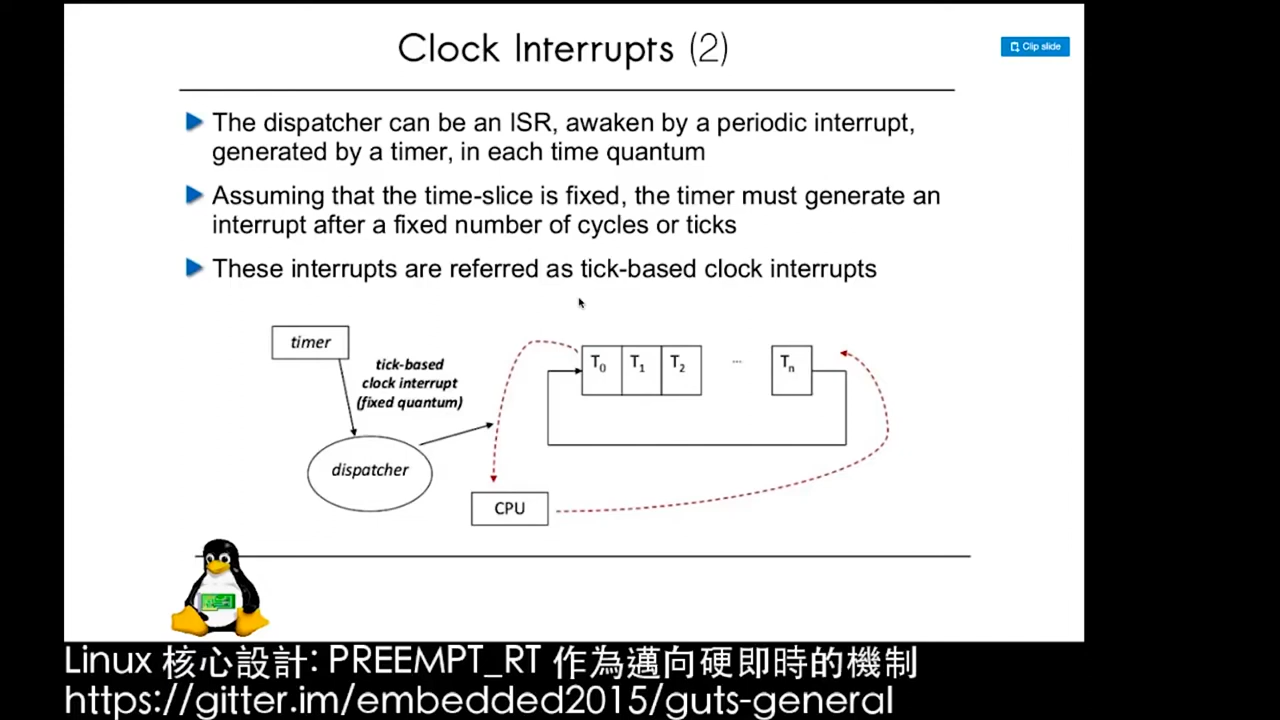 Clock Interrupts (2)
Clip slide
The dispatcher can be an ISR, awaken by a periodic interrupt,
generated by a timer, in each time quantum
Assuming that the time-slice is fixed, the timer must generate an
interrupt after a fixed number of cycles or ticks
These interrupts are referred as tick-based clock interrupts
timer
tick-based
clock interrupt
(fixed quantum)
T0 T1 T2 ... Tn
dispatcher
CPU
Linux 核心設計: PREEMPT_RT 作為邁向硬即時的機制
https://gitter.im/embedded2015/guts-general